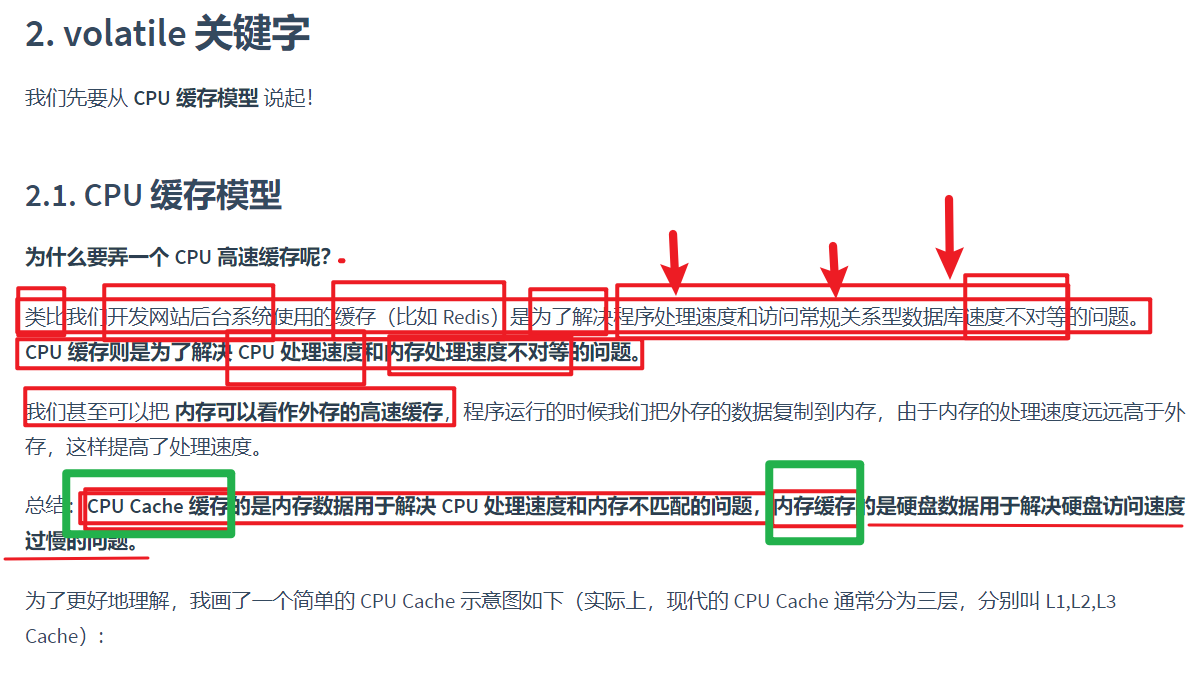 2. volatile 关键字
我们先要从 CPU 缓存模型 说起！
2.1. CPU 缓存模型
为什么要弄一个 CPU 高速缓存呢？
类比我们开发网站后台系统使用的缓存（比如 Redis）是为了解决程序处理速度和访问常规关系型数据库速度不对等的问题。
CPU 缓存则是为了解决 CPU 处理速度和内存处理速度不对等的问题。
我们甚至可以把 内存可以看作外存的高速缓存，程序运行的时候我们把外存的数据复制到内存，由于内存的处理速度远远高于外
存，这样提高了处理速度。
总结：CPU Cache 缓存的是内存数据用于解决 CPU 处理速度和内存不匹配的问题，内存缓存的是硬盘数据用于解决硬盘访问速度
过慢的问题。
为了更好地理解，我画了一个简单的 CPU Cache 示意图如下（实际上，现代的 CPU Cache 通常分为三层，分别叫 L1,L2,L3
Cache）: